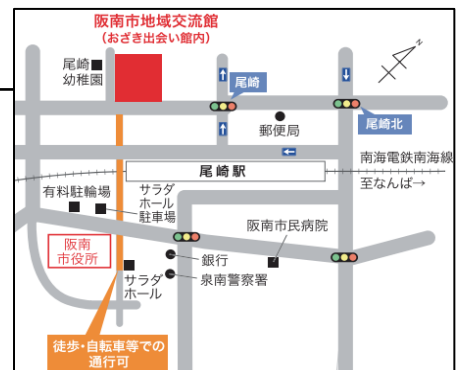 阪南市地域交流館
(おざき出会い館内)
N
尾崎
幼稚園
尾崎
尾崎北
郵便局
尾崎駅
南海電鉄南海線
至なんば→
有料駐輪場
サラダ
ホール
駐車場
阪南市民病院
阪南
市役所
銀行
サラダ
ホール
泉南警察署
徒歩・自転車等での
通行可